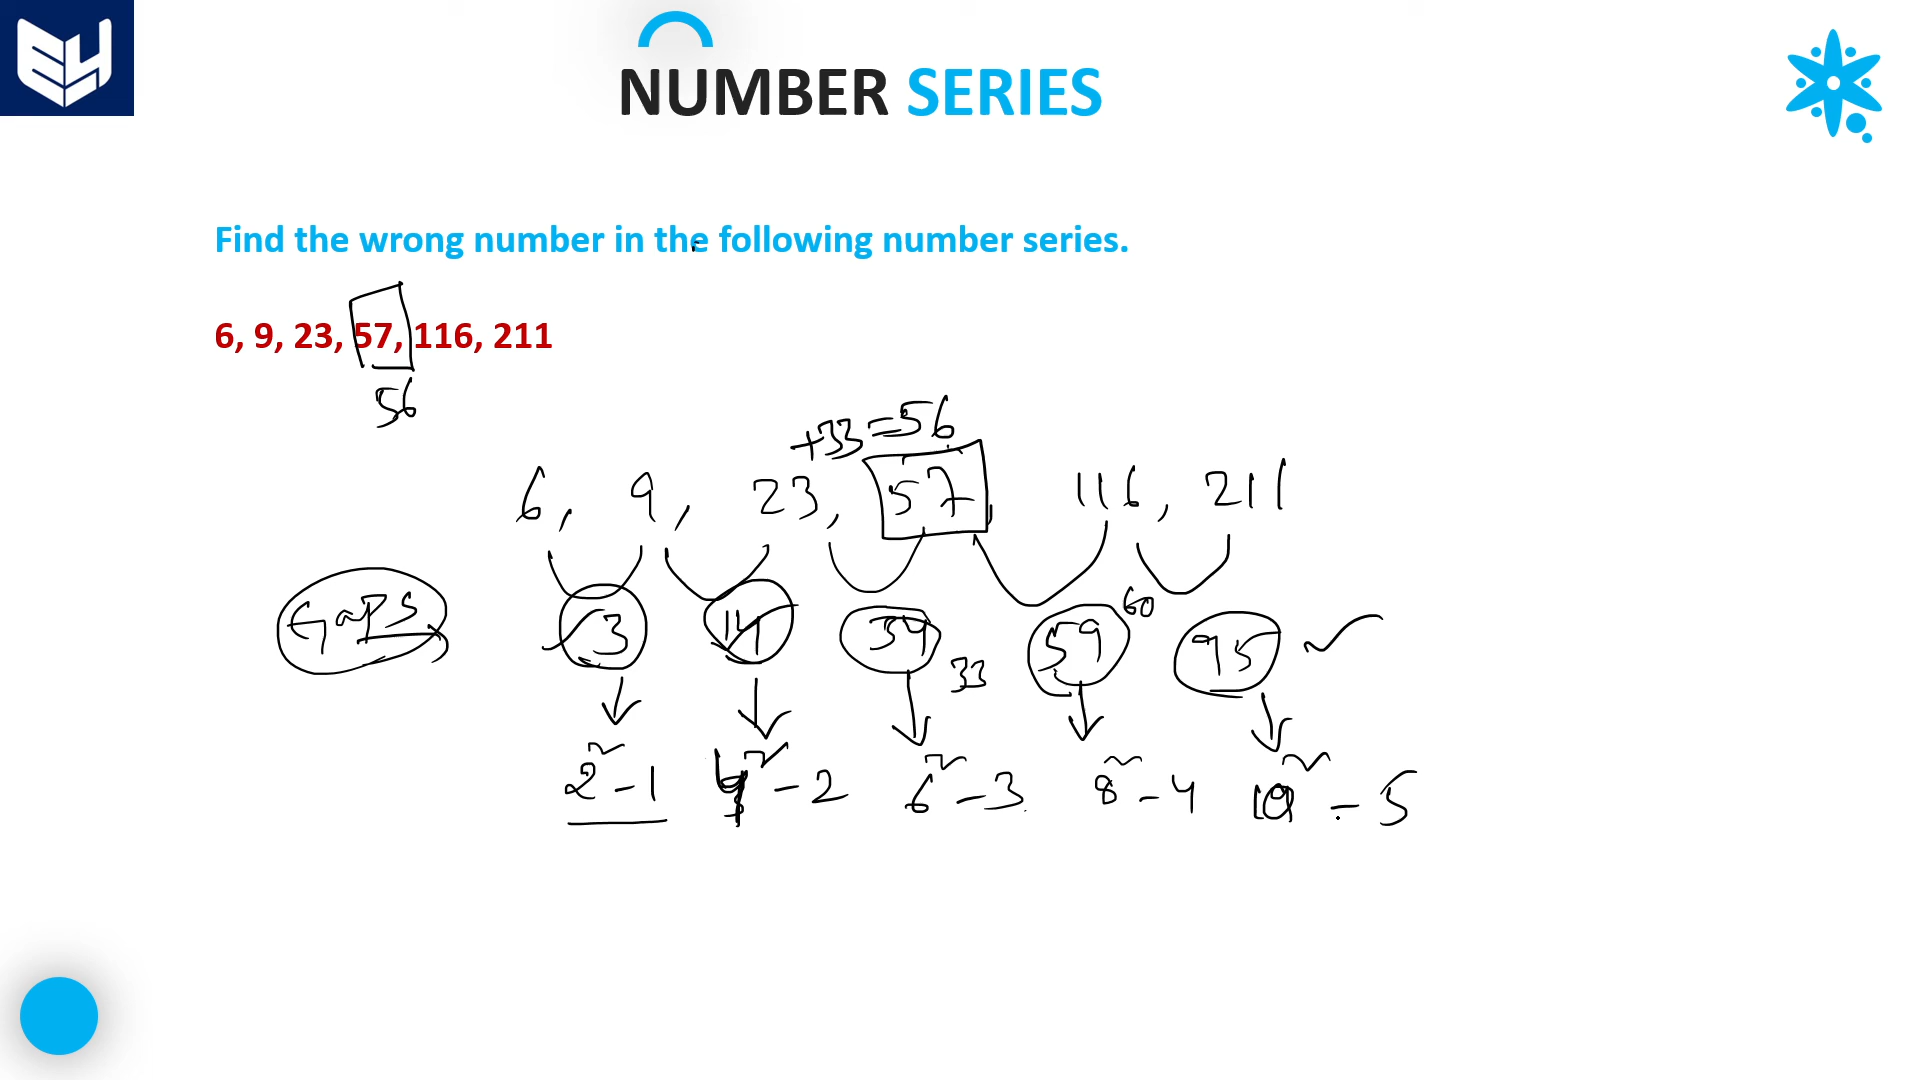 NUMBER SERIES
Find the wrong number in the following number series.
6, 9, 23, 57, 116, 211
56
+33 = 56
6, 9, 23, 57 116, 211
Gaps 3 14 34 33 59 60 95
2² - 1 4² - 2 6² - 3 8² - 4 10² - 5